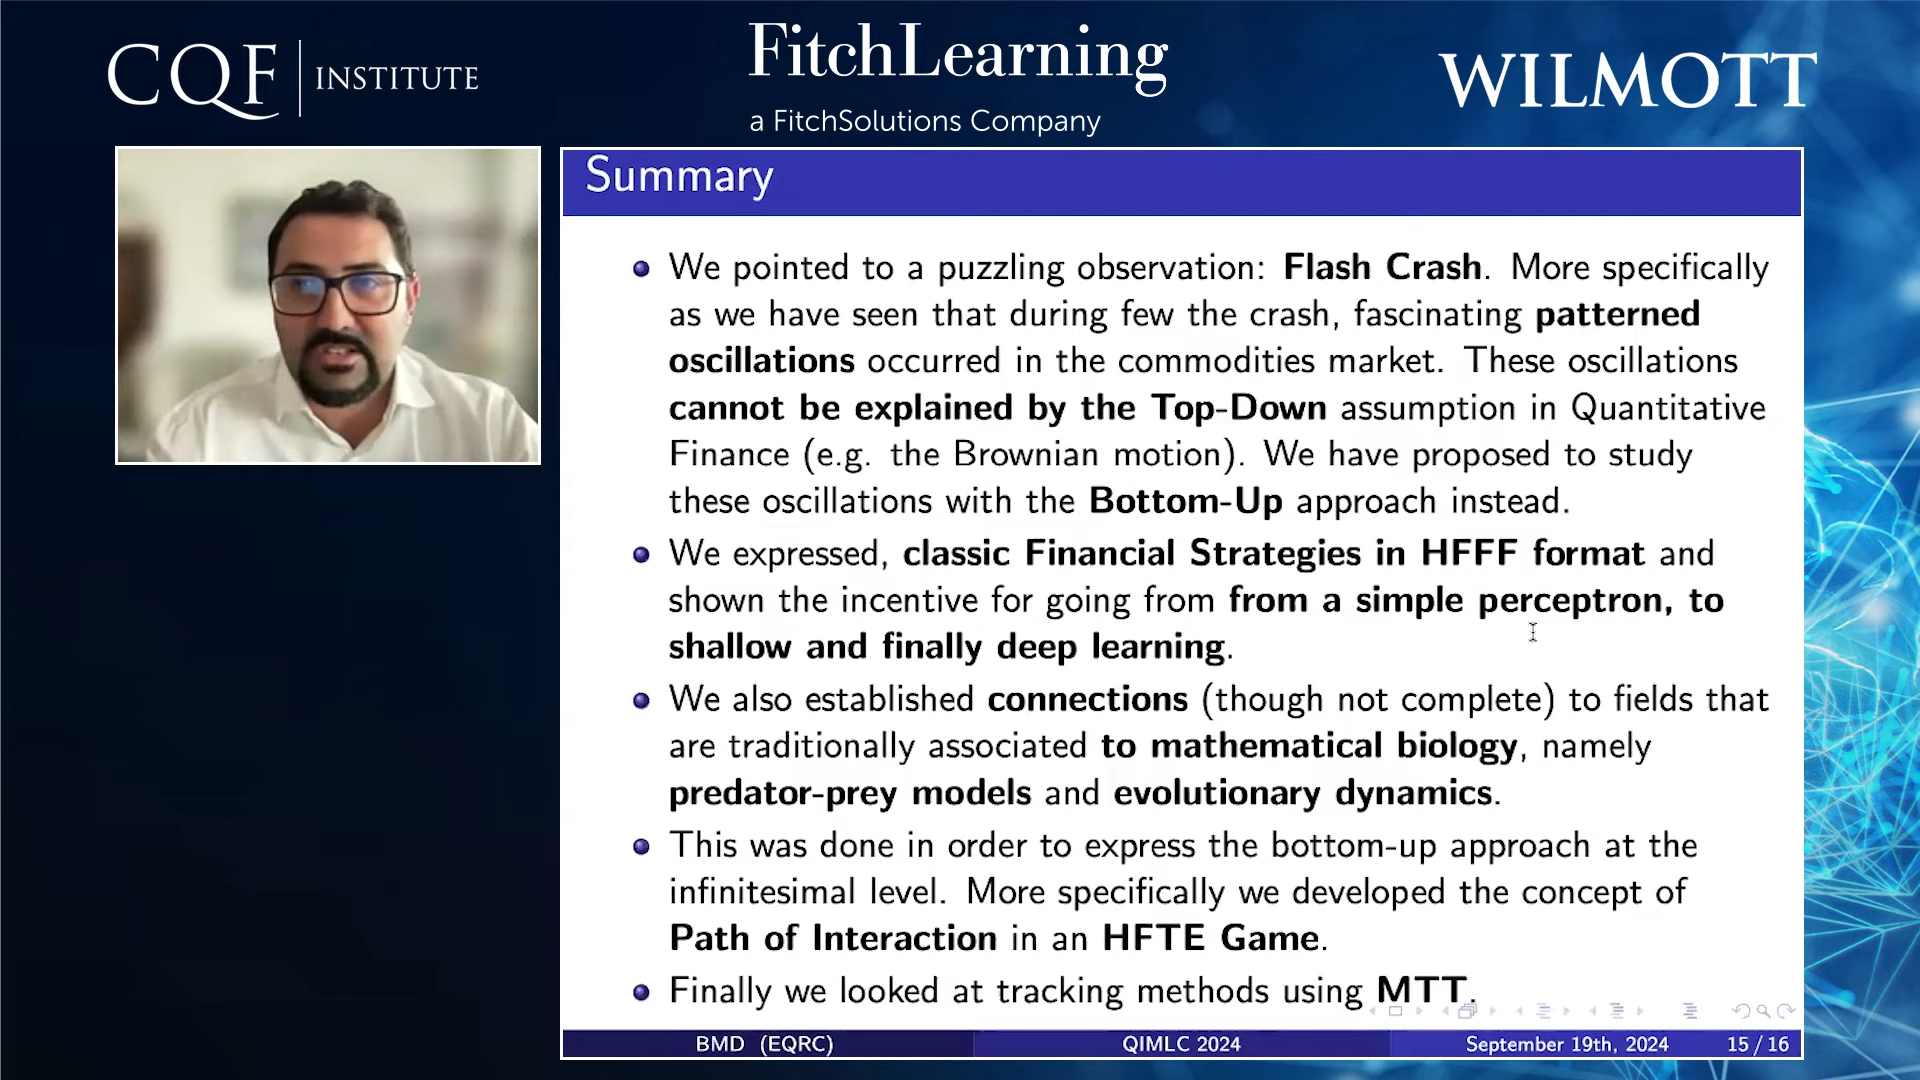 CQF INSTITUTE
FitchLearning
a FitchSolutions Company
WILMOTT
Summary
We pointed to a puzzling observation: Flash Crash. More specifically
as we have seen that during few the crash, fascinating patterned
oscillations occurred in the commodities market. These oscillations
cannot be explained by the Top-Down assumption in Quantitative
Finance (e.g. the Brownian motion). We have proposed to study
these oscillations with the Bottom-Up approach instead.
We expressed, classic Financial Strategies in HFFF format and
shown the incentive for going from from a simple perceptron, to
shallow and finally deep learning.
We also established connections (though not complete) to fields that
are traditionally associated to mathematical biology, namely
predator-prey models and evolutionary dynamics.
This was done in order to express the bottom-up approach at the
infinitesimal level. More specifically we developed the concept of
Path of Interaction in an HFTE Game.
Finally we looked at tracking methods using MTT.
BMD (EQRC) QIMLC 2024 September 19th, 2024 15 / 16